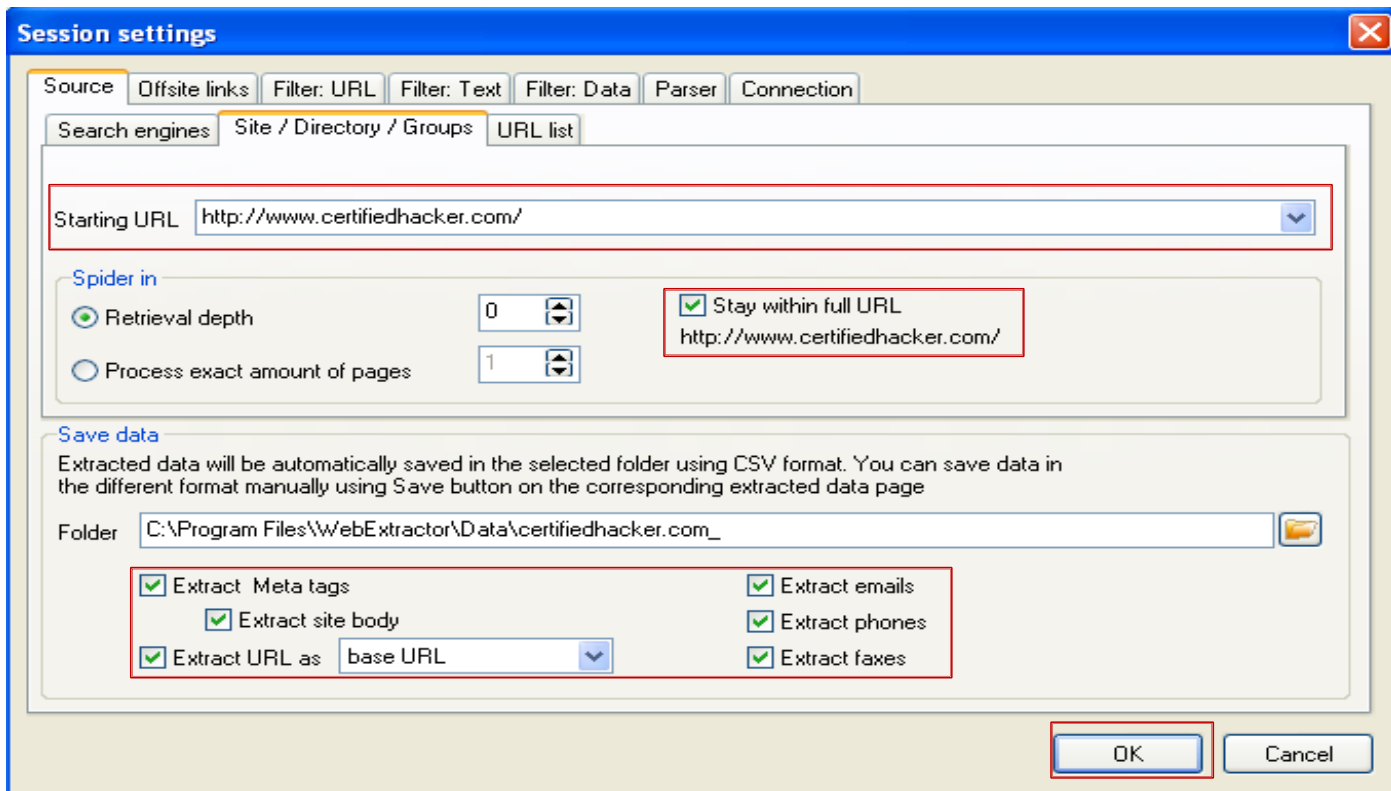 Session settings
Source Offsite links Filter: URL Filter: Text Filter: Data Parser Connection
Search engines Site / Directory / Groups URL list
Starting URL http://www.certifiedhacker.com/
Spider in
Retrieval depth 0 Stay within full URL
http://www.certifiedhacker.com/
Process exact amount of pages 1
Save data
Extracted data will be automatically saved in the selected folder using CSV format. You can save data in
the different format manually using Save button on the corresponding extracted data page
Folder C:\Program Files\WebExtractor\Data\certifiedhacker.com_
Extract Meta tags Extract emails
Extract site body Extract phones
Extract URL as base URL Extract faxes
OK Cancel